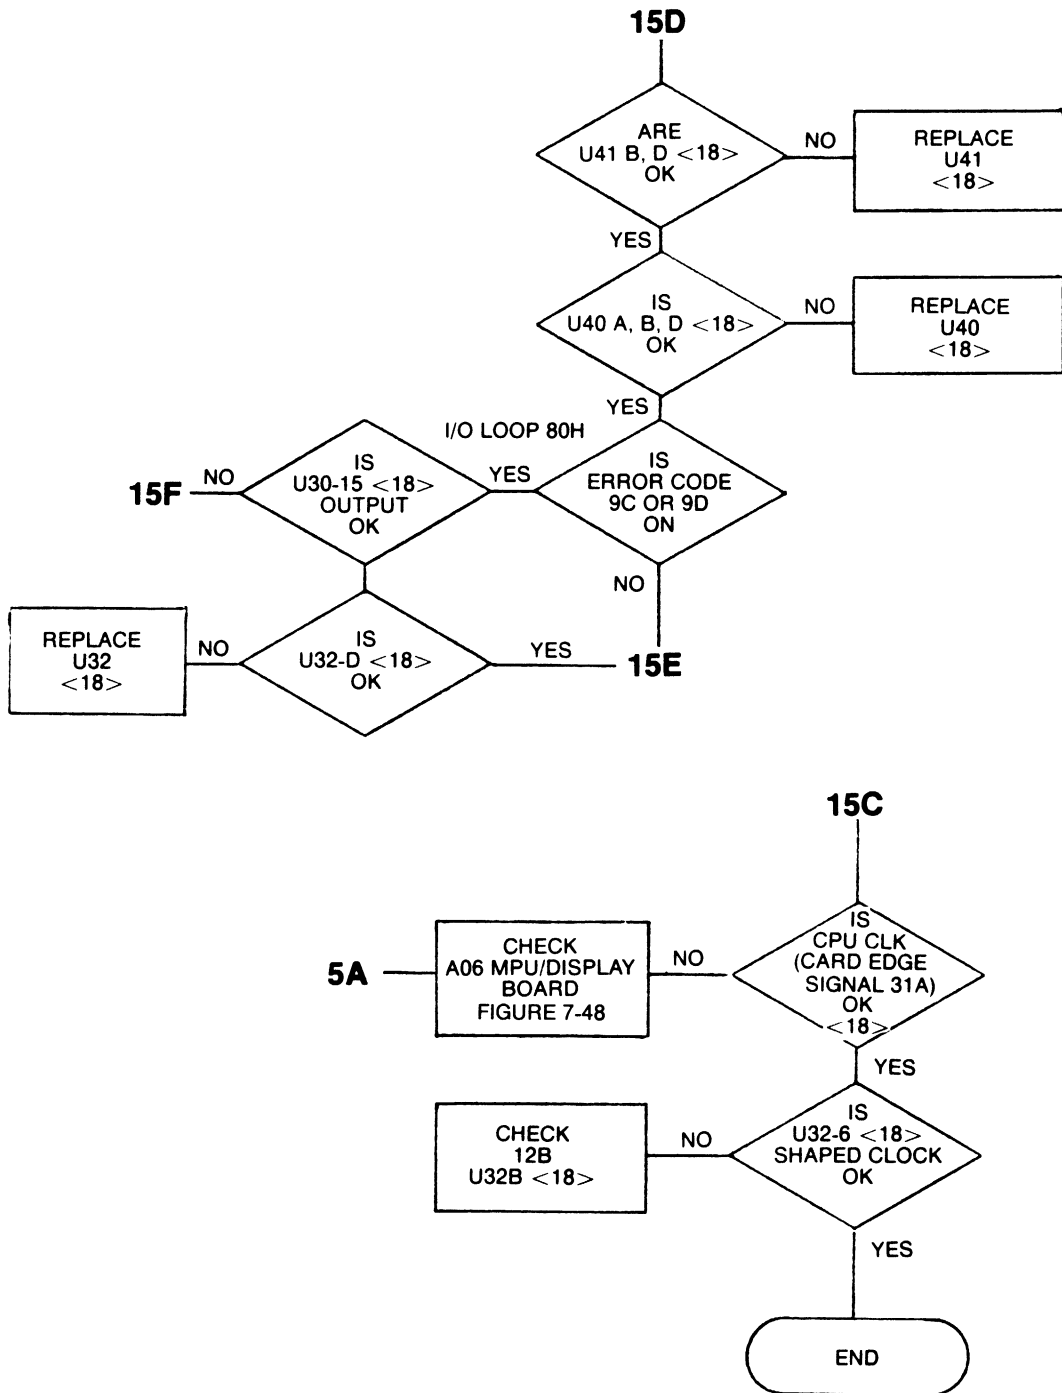 15D
ARE
U41 B, D <18>
OK
NO
REPLACE
U41
<18>
YES
IS
U40 A, B, D <18>
OK
NO
REPLACE
U40
<18>
YES
I/O LOOP 80H
IS
ERROR CODE
9C OR 9D
ON
YES
IS
U30-15 <18>
OUTPUT
OK
NO
15F
NO
IS
U32-D <18>
OK
NO
REPLACE
U32
<18>
YES
15E
15C
IS
CPU CLK
(CARD EDGE
SIGNAL 31A)
OK
<18>
NO
CHECK
A06 MPU/DISPLAY
BOARD
FIGURE 7-48
5A
YES
IS
U32-6 <18>
SHAPED CLOCK
OK
NO
CHECK
12B
U32B <18>
YES
END